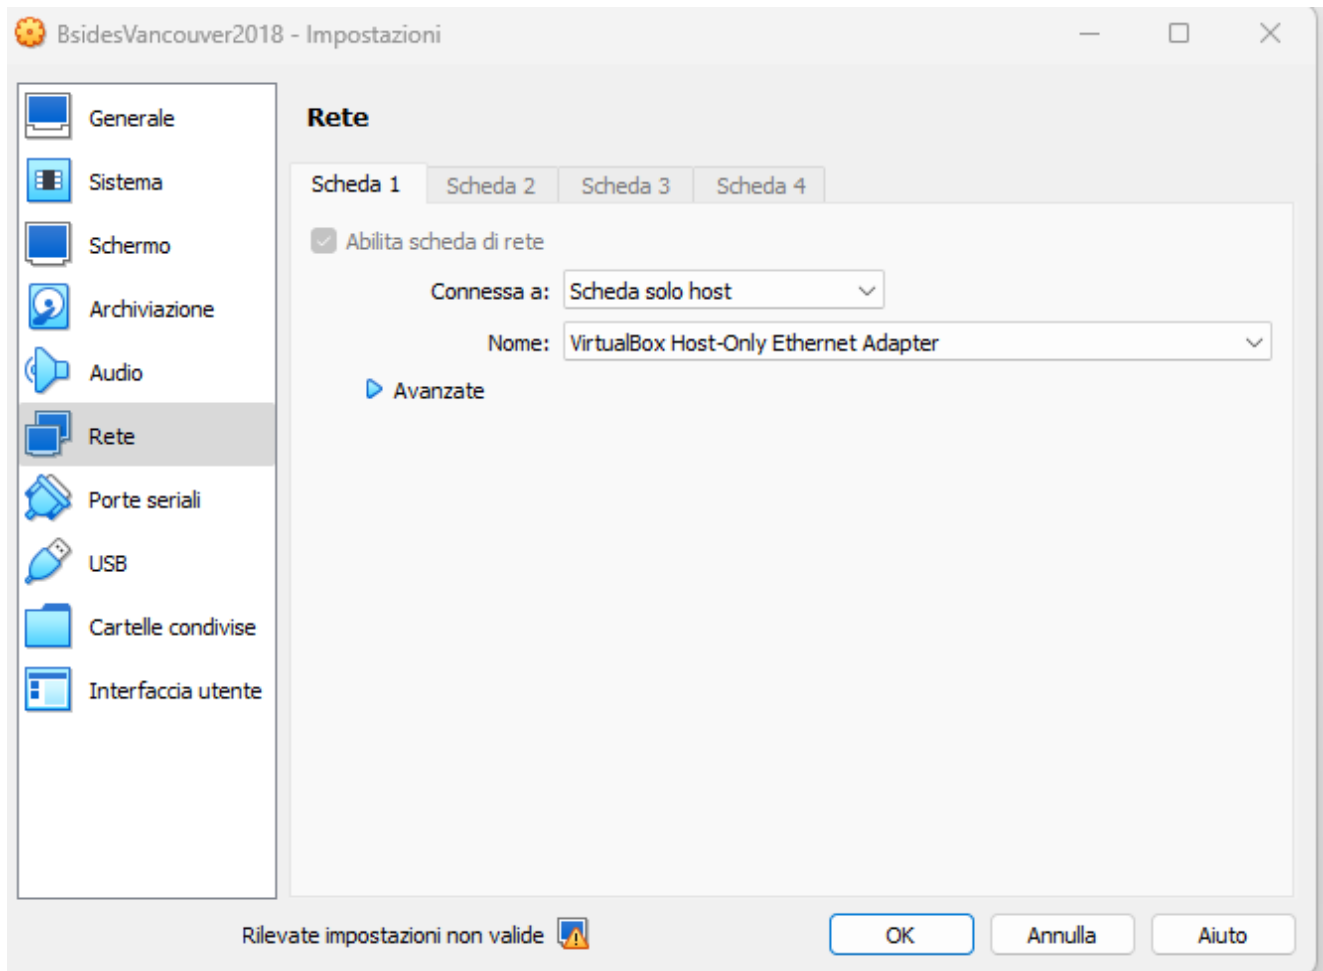 BsidesVancouver2018 - Impostazioni
Generale
Sistema
Schermo
Archiviazione
Audio
Rete
Porte seriali
USB
Cartelle condivise
Interfaccia utente
Rete
Scheda 1 Scheda 2 Scheda 3 Scheda 4
Abilita scheda di rete
Connessa a: Scheda solo host
Nome: VirtualBox Host-Only Ethernet Adapter
Avanzate
Rilevate impostazioni non valide
OK Annulla Aiuto